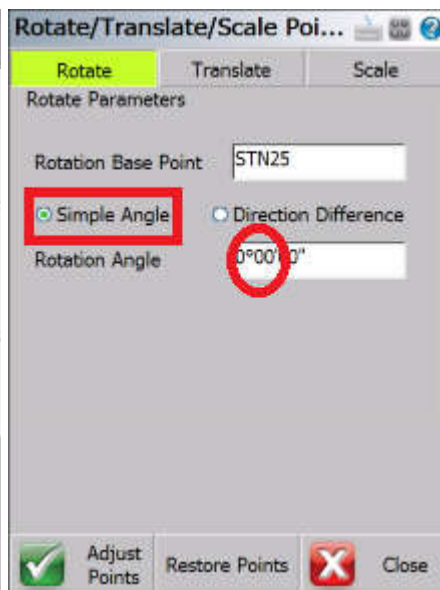 Rotate/Translate/Scale Poi...
Rotate Translate Scale
Rotate Parameters
Rotation Base Point STN25
Simple Angle Direction Difference
Rotation Angle 0°00'00"
Adjust Points Restore Points Close